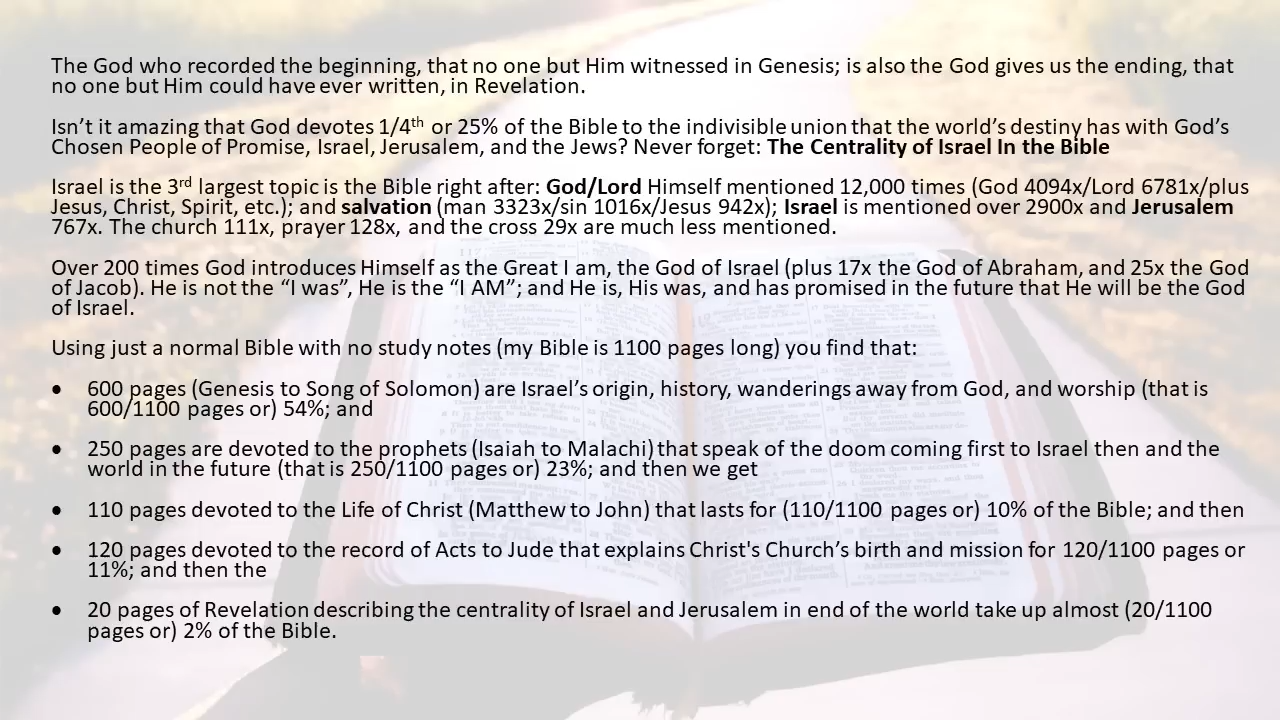 The God who recorded the beginning, that no one but Him witnessed in Genesis; is also the God gives us the ending, that
no one but Him could have ever written, in Revelation.
Isn’t it amazing that God devotes 1/4th or 25% of the Bible to the indivisible union that the world’s destiny has with God’s
Chosen People of Promise, Israel, Jerusalem, and the Jews? Never forget: The Centrality of Israel In the Bible
Israel is the 3rd largest topic is the Bible right after: God/Lord Himself mentioned 12,000 times (God 4094x/Lord 6781x/plus
Jesus, Christ, Spirit, etc.); and salvation (man 3323x/sin 1016x/Jesus 942x); Israel is mentioned over 2900x and Jerusalem
767x. The church 111x, prayer 128x, and the cross 29x are much less mentioned.
Over 200 times God introduces Himself as the Great I am, the God of Israel (plus 17x the God of Abraham, and 25x the God
of Jacob). He is not the “I was”, He is the “I AM”; and He is, His was, and has promised in the future that He will be the God
of Israel.
Using just a normal Bible with no study notes (my Bible is 1100 pages long) you find that:
• 600 pages (Genesis to Song of Solomon) are Israel’s origin, history, wanderings away from God, and worship (that is
600/1100 pages or) 54%; and
• 250 pages are devoted to the prophets (Isaiah to Malachi) that speak of the doom coming first to Israel then and the
world in the future (that is 250/1100 pages or) 23%; and then we get
• 110 pages devoted to the Life of Christ (Matthew to John) that lasts for (110/1100 pages or) 10% of the Bible; and then
• 120 pages devoted to the record of Acts to Jude that explains Christ's Church’s birth and mission for 120/1100 pages or
11%; and then the
• 20 pages of Revelation describing the centrality of Israel and Jerusalem in end of the world take up almost (20/1100
pages or) 2% of the Bible.